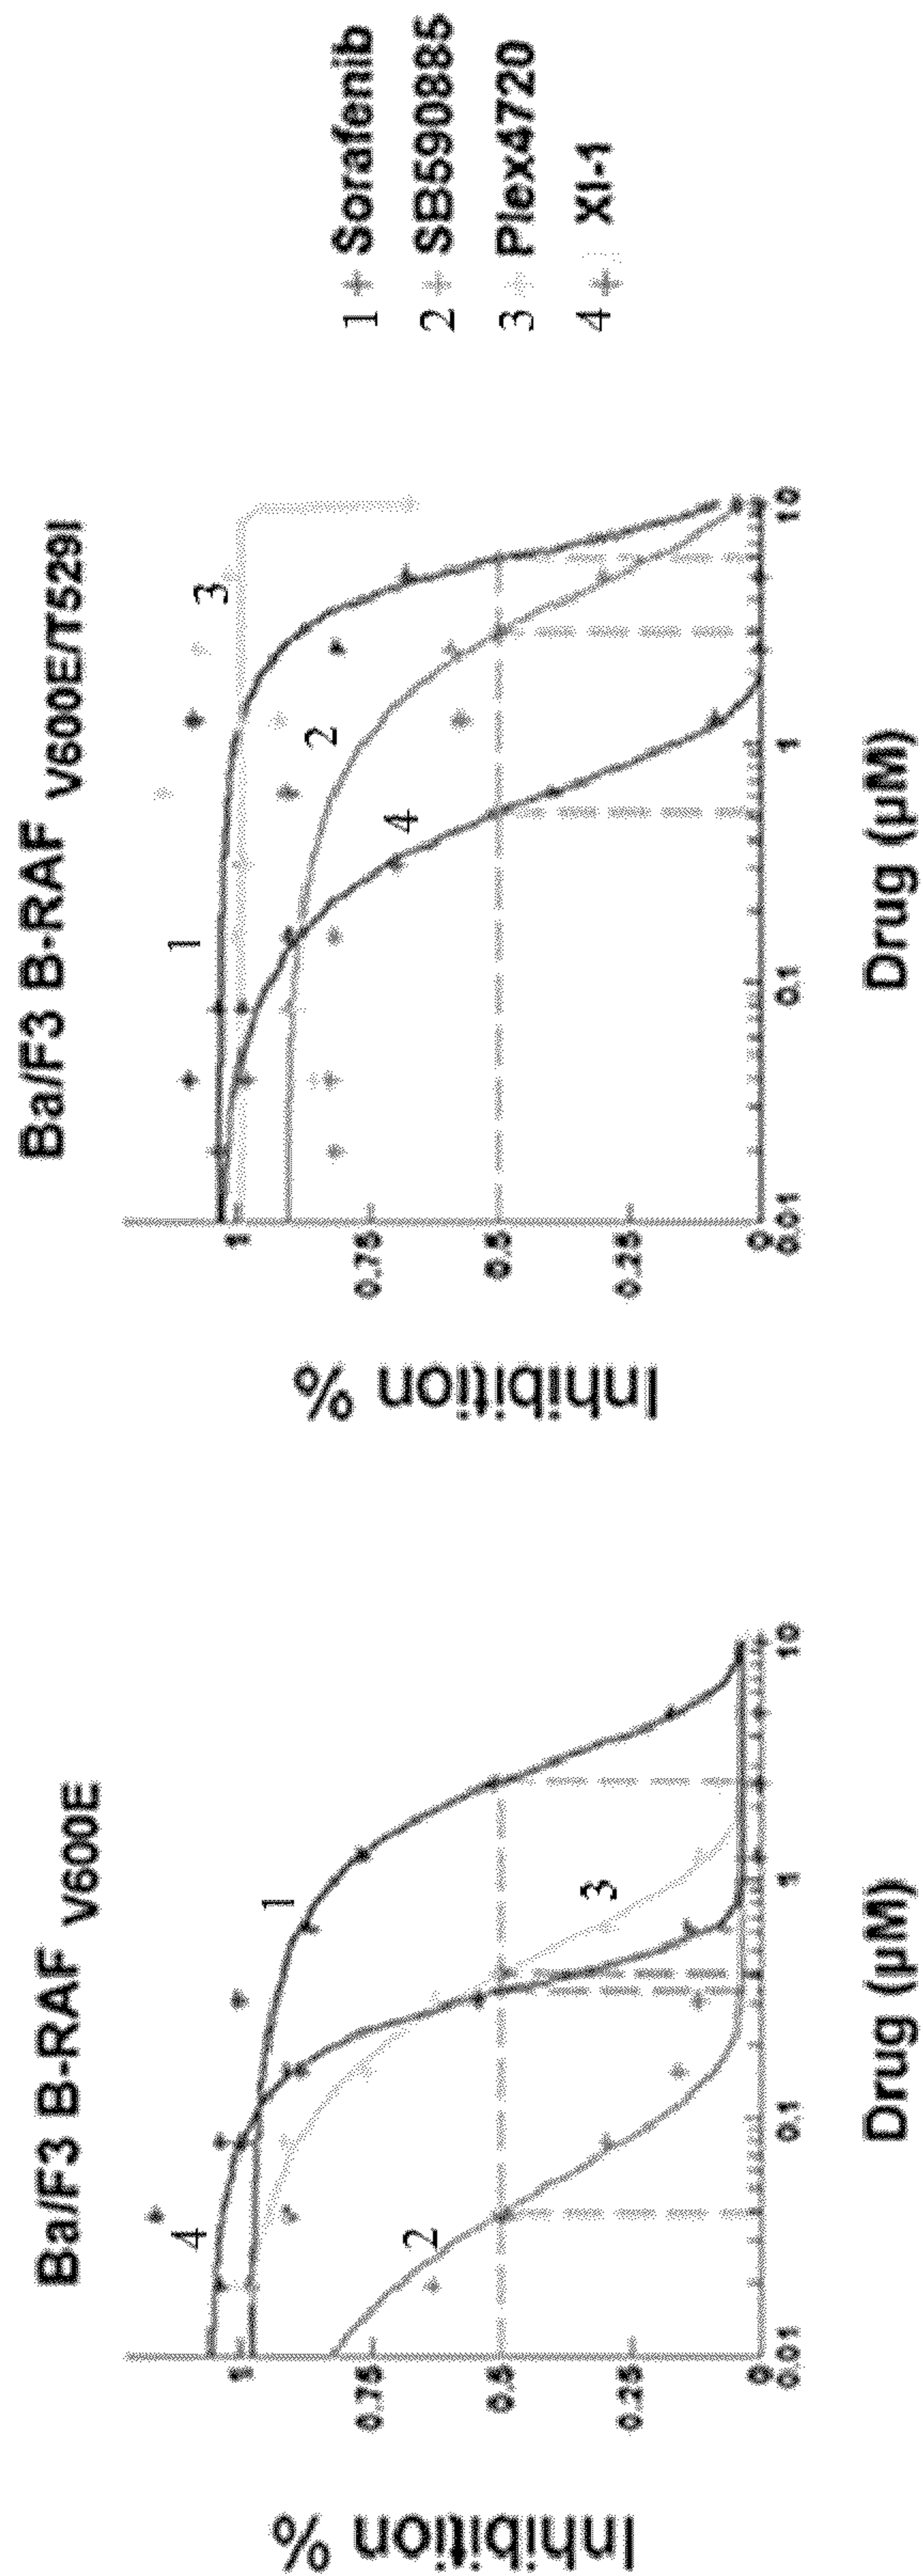 Ba/F3 B-RAF V600E
Inhibition %
1
0.75
0.5
0.25
0
0.01
0.1
1
10
Drug (µM)
4
1
2
3
Ba/F3 B-RAF V600E/T529I
Inhibition %
1
0.75
0.5
0.25
0
0.01
0.1
1
10
Drug (µM)
1
3
2
4
1 Sorafenib
2 SB590885
3 Plex4720
4 XI-1